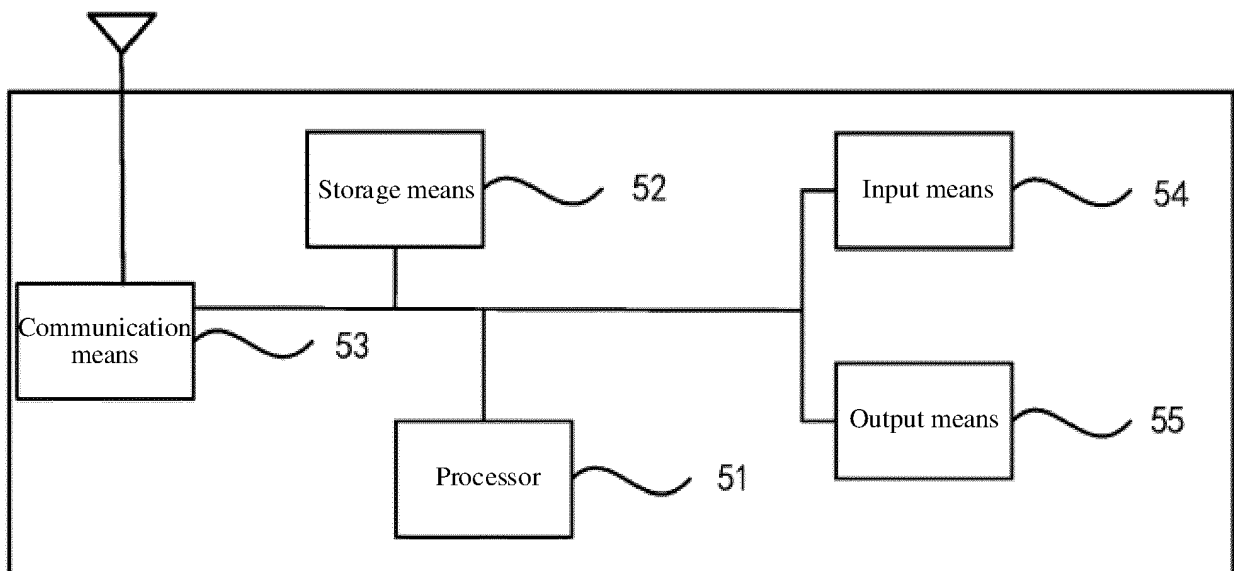 Storage means
52
Input means
54
Communication
means
53
Output means
55
Processor
51